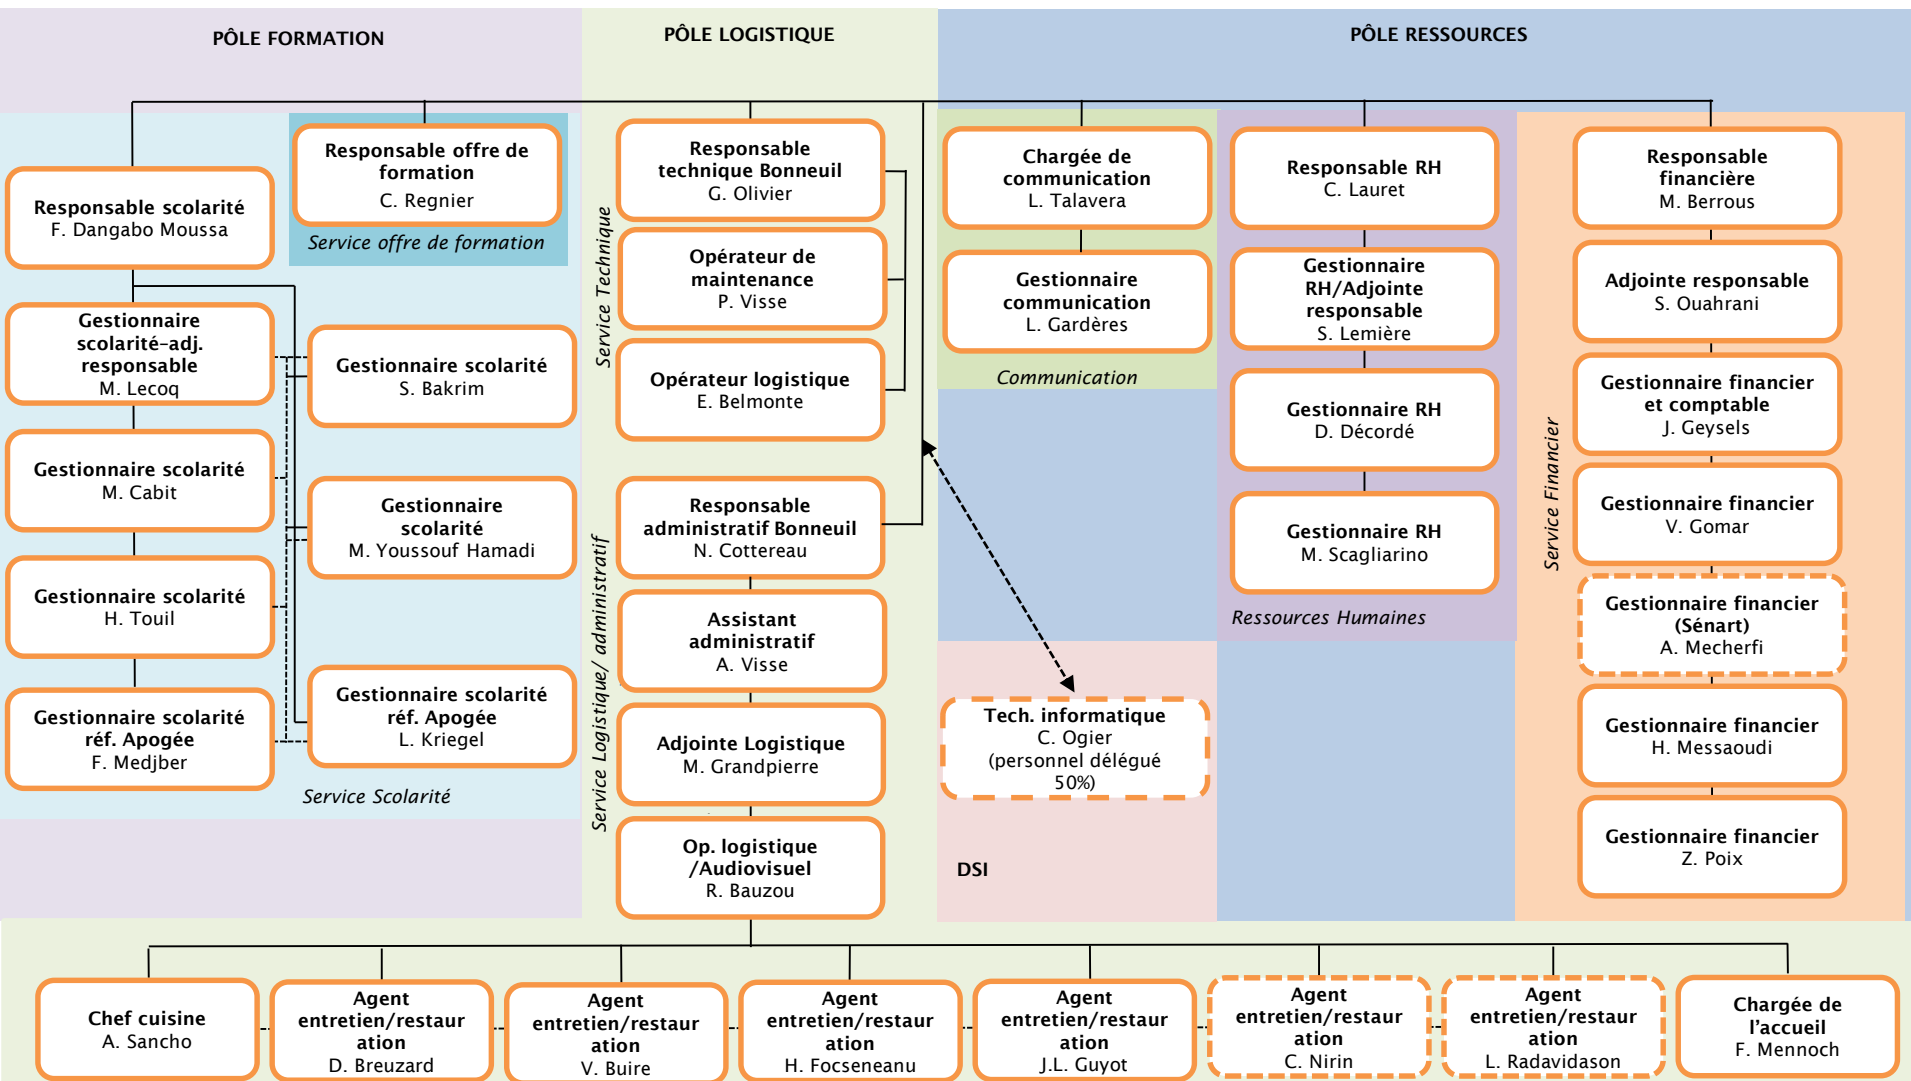 PÔLE FORMATION
PÔLE LOGISTIQUE
PÔLE RESSOURCES
Responsable scolarité
F. Dangabo Moussa
Responsable offre de
formation
C. Regnier
Service offre de formation
Gestionnaire
scolarité-adj.
responsable
M. Lecoq
Gestionnaire scolarité
S. Bakrim
Gestionnaire scolarité
M. Cabit
Gestionnaire
scolarité
M. Youssouf Hamadi
Gestionnaire scolarité
H. Touil
Gestionnaire scolarité
réf. Apogée
F. Medjber
Gestionnaire scolarité
réf. Apogée
L. Kriegel
Service Scolarité
Service Technique
Responsable
technique Bonneuil
G. Olivier
Opérateur de
maintenance
P. Visse
Opérateur logistique
E. Belmonte
Service Logistique/ administratif
Responsable
administratif Bonneuil
N. Cottereau
Assistant
administratif
A. Visse
Adjointe Logistique
M. Grandpierre
Op. logistique
/Audiovisuel
R. Bauzou
Chargée de
communication
L. Talavera
Gestionnaire
communication
L. Gardères
Communication
Tech. informatique
C. Ogier
(personnel délégué
50%)
DSI
Responsable RH
C. Lauret
Gestionnaire
RH/Adjointe
responsable
S. Lemière
Gestionnaire RH
D. Décordé
Gestionnaire RH
M. Scagliarino
Ressources Humaines
Service Financier
Responsable
financière
M. Berrous
Adjointe responsable
S. Ouahrani
Gestionnaire financier
et comptable
J. Geysels
Gestionnaire financier
V. Gomar
Gestionnaire financier
(Sénart)
A. Mecherfi
Gestionnaire financier
H. Messaoudi
Gestionnaire financier
Z. Poix
Chef cuisine
A. Sancho
Agent
entretien/restaur
ation
D. Breuzard
Agent
entretien/restaur
ation
V. Buire
Agent
entretien/restaur
ation
H. Focseneanu
Agent
entretien/restaur
ation
J.L. Guyot
Agent
entretien/restaur
ation
C. Nirin
Agent
entretien/restaur
ation
L. Radavidason
Chargée de
l'accueil
F. Mennoch